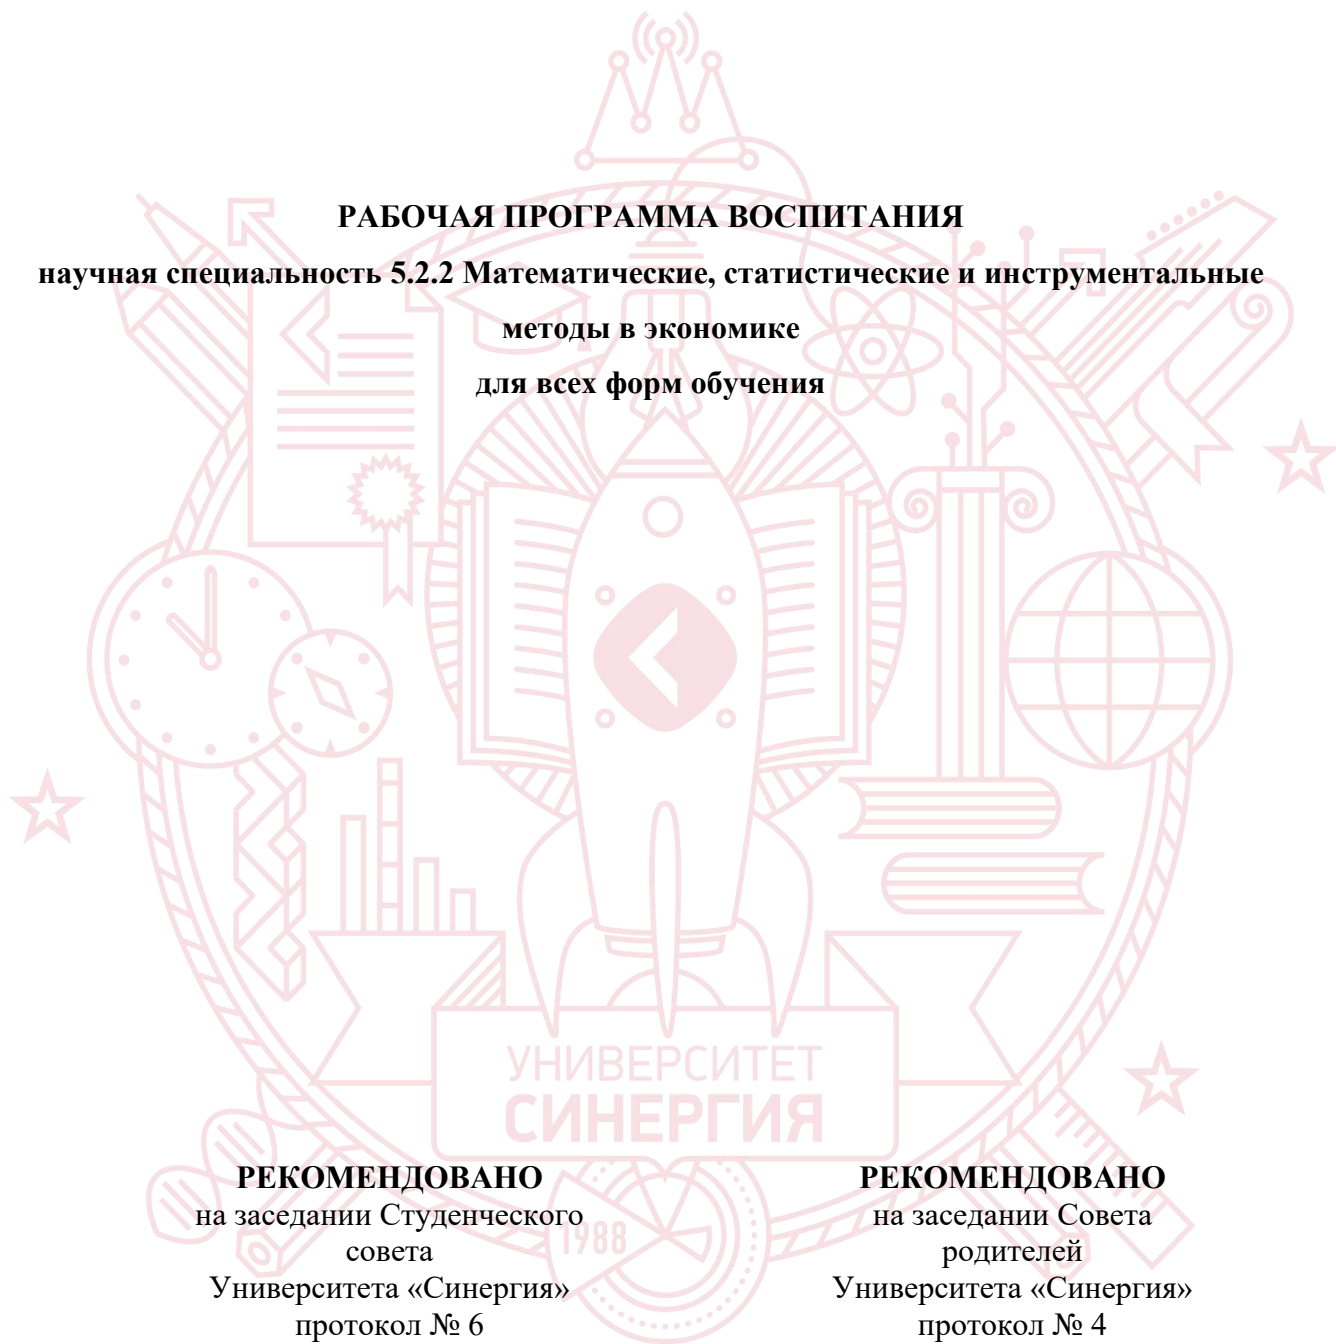 РАБОЧАЯ ПРОГРАММА ВОСПИТАНИЯ
научная специальность 5.2.2 Математические, статистические и инструментальные
методы в экономике
для всех форм обучения
УНИВЕРСИТЕТ
СИНЕРГИЯ
1988
РЕКОМЕНДОВАНО
на заседании Студенческого
совета
Университета «Синергия»
протокол № 6
РЕКОМЕНДОВАНО
на заседании Совета
родителей
Университета «Синергия»
протокол № 4